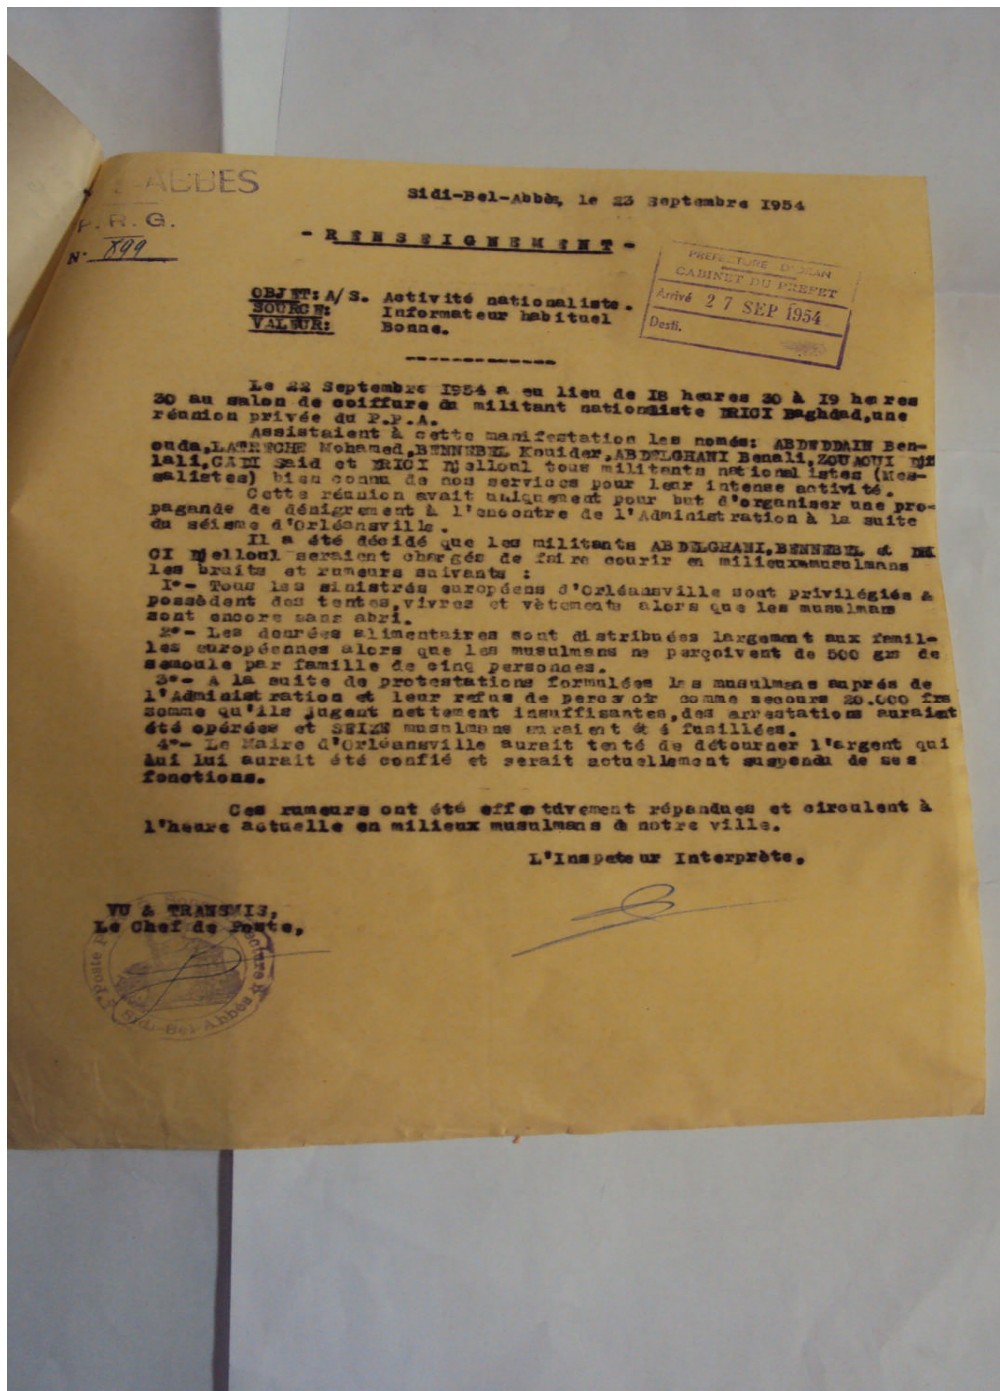 -ABBES
P. R. G.
N° 899
Sidi-Bel-Abbès, le 23 Septembre 1954
- RENSEIGNEMENT -
PREFECTURE D'ORAN
CABINET DU PREFET
Arrivé 27 SEP 1954
Desti.
OBJET: A/S. Activité nationaliste.
SOURCE: Informateur habituel
VALEUR: Bonne.
Le 22 Septembre 1954 a eu lieu de 18 heures 30 à 19 heures
30 au salon de coiffure du militant nationaliste DRICI Baghdad,une
réunion privée du P.P.A.
Assistaient à cette manifestation les només: ABDEDDAIN Ben-
ouda,LATRECHE Mohamed,BENNEBEL Kouider,ABDELGHANI Benali,ZOUAOUI Dji
lali,CADI Said et DRICI Djelloul tous militants nationalistes (Mes-
salistes) bien connu de nos services pour leur intense activité.
Cette réunion avait uniquement pour but d'organiser une pro-
pagande de dénigrement à l'encontre de l'Administration à la suite
du séisme d'Orléansville.
Il a été décidé que les militants ABDELGHANI,BENNEBEL et DRI
CI Djelloul seraient chargés de faire courir en milieux musulmans
les bruits et rumeurs suivants :
I°- Tous les sinistrés européens d'Orléansville sont privilégiés &
possèdent des tentes,vivres et vètements alors que les musulmans
sont encore sans abri.
2°- Les denrées alimentaires sont distribuées largement aux famil-
les européennes alors que les musulmans ne perçoivent de 500 grs de
semoule par famille de cinq personnes.
3°- A la suite de protestations formulées les musulmans auprés de
l'Administration et leur refus de percevoir comme secours 20.000 frs
somme qu'ils jugent nettement insuffisantes,des arrestations auraient
été opérées et SEIZE musulmans auraient été fusillées.
4°- Le Maire d'Orléansville aurait tenté de détourner l'argent qui
lui lui aurait été confié et serait actuellement suspendu de ses
fonctions.
Ces rumeurs ont été effectivement répandues et circulent à
l'heure actuelle en milieux musulmans de notre ville.
L'Inspecteur Interprète.
VU & TRANSMIS,
Le Chef de Poste,
Sidi-Bel-Abbès